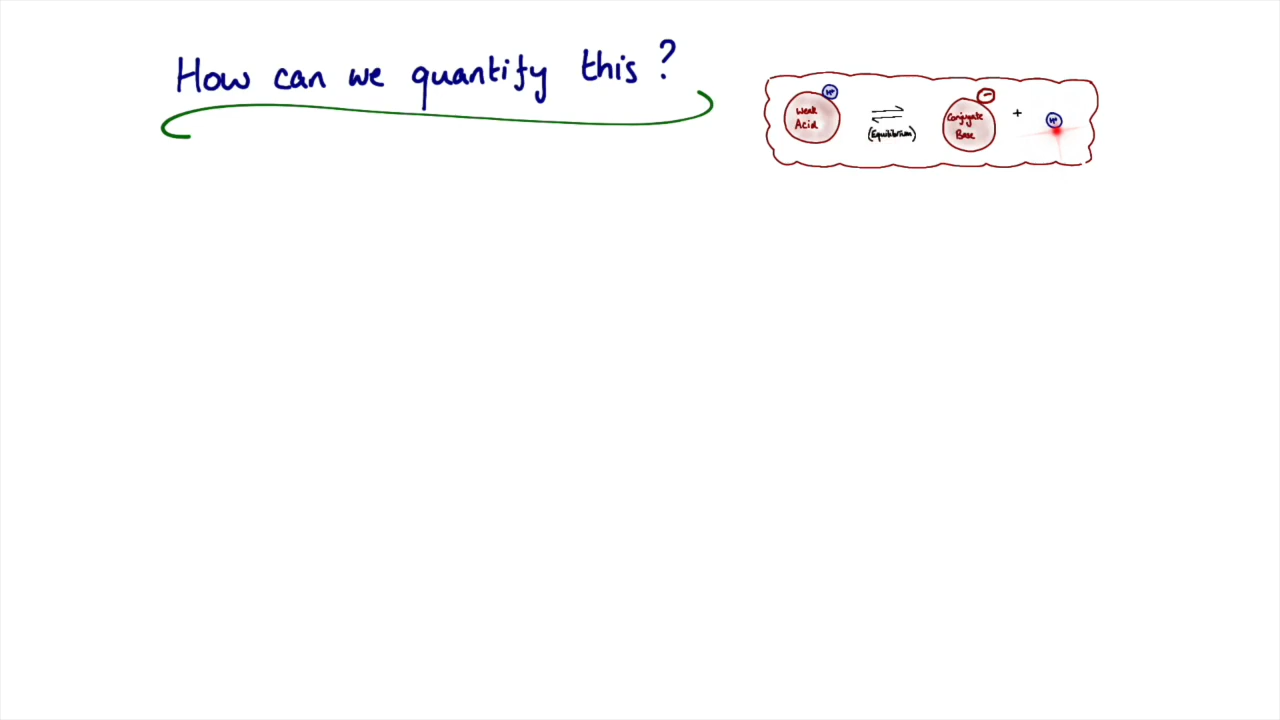 How can we quantify this ?
H+
Weak
Acid
⇌
(Equilibrium)
−
Conjugate
Base
+
H+